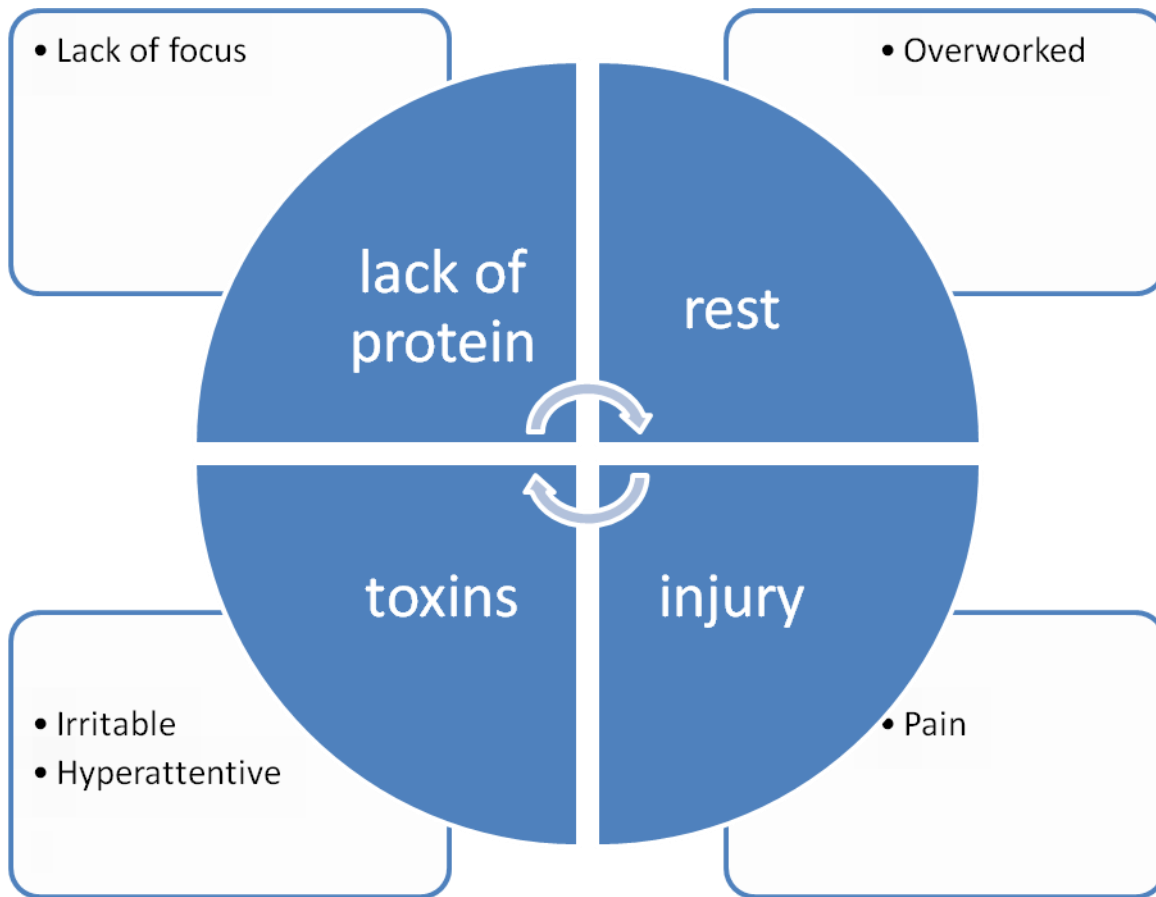 • Lack of focus
• Overworked
lack of
protein
rest
toxins
injury
• Irritable
• Hyperattentive
• Pain